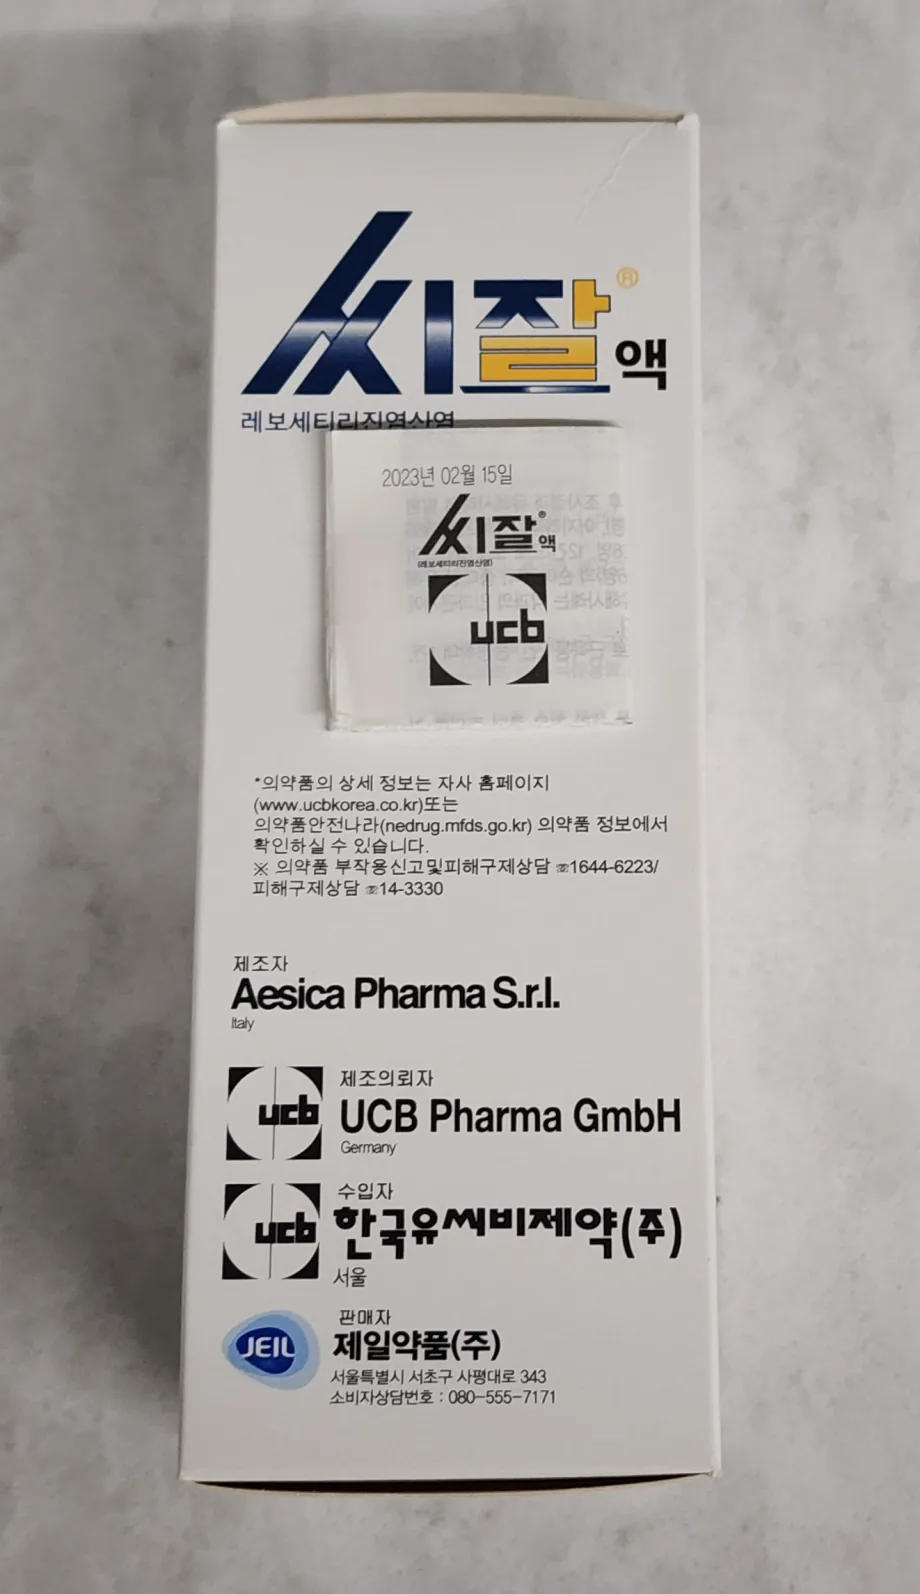 씨잘® 액
레보세티리진염산염
2023년 02월 15일
씨잘® 액
(레보세티리진염산염)
ucb
*의약품의 상세 정보는 자사 홈페이지
(www.ucbkorea.co.kr)또는
의약품안전나라(nedrug.mfds.go.kr) 의약품 정보에서
확인하실 수 있습니다.
※ 의약품 부작용신고및피해구제상담 ☏1644-6223/
피해구제상담 ☏14-3330
제조자
Aesica Pharma S.r.l.
Italy
ucb
제조의뢰자
UCB Pharma GmbH
Germany
ucb
수입자
한국유씨비제약(주)
서울
JEIL
판매자
제일약품(주)
서울특별시 서초구 사평대로 343
소비자상담번호 : 080-555-7171